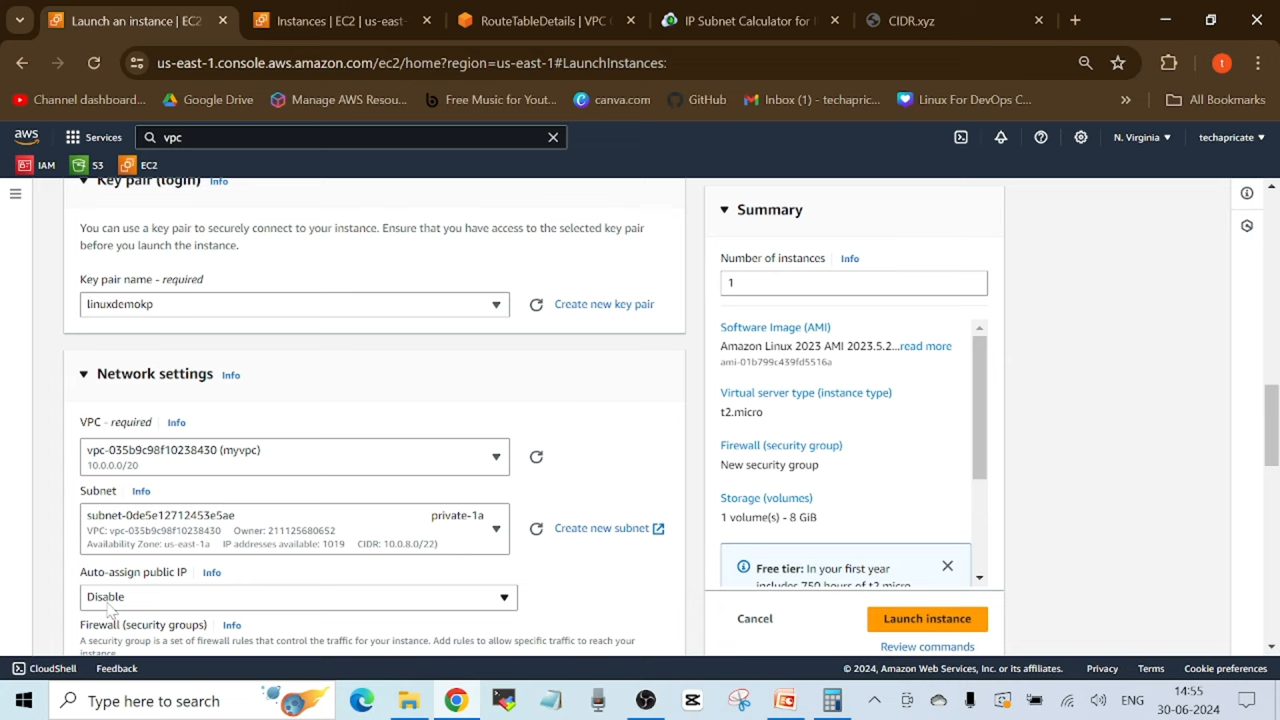 Launch an instance | EC2
Instances | EC2 | us-east-
RouteTableDetails | VPC
IP Subnet Calculator for
CIDR.xyz
us-east-1.console.aws.amazon.com/ec2/home?region=us-east-1#LaunchInstances:
Channel dashboard...
Google Drive
Manage AWS Resou...
Free Music for Yout...
canva.com
GitHub
Inbox (1) - techapric...
Linux For DevOps C...
»
All Bookmarks
aws
Services
vpc
N. Virginia
techapricate
IAM
S3
EC2
Key pair (login) Info
You can use a key pair to securely connect to your instance. Ensure that you have access to the selected key pair
before you launch the instance.
Key pair name - required
linuxdemokp
Create new key pair
Network settings Info
VPC - required Info
vpc-035b9c98f10238430 (myvpc)
10.0.0.0/20
Subnet Info
subnet-0de5e12712453e5ae private-1a
VPC: vpc-035b9c98f10238430 Owner: 211125680652
Availability Zone: us-east-1a IP addresses available: 1019 CIDR: 10.0.8.0/22)
Create new subnet
Auto-assign public IP Info
Disable
Firewall (security groups) Info
A security group is a set of firewall rules that control the traffic for your instance. Add rules to allow specific traffic to reach your
instance.
Summary
Number of instances Info
1
Software Image (AMI)
Amazon Linux 2023 AMI 2023.5.2...read more
ami-01b799c439fd5516a
Virtual server type (instance type)
t2.micro
Firewall (security group)
New security group
Storage (volumes)
1 volume(s) - 8 GiB
Free tier: In your first year
includes 750 hours of t2.micro
Cancel
Launch instance
Review commands
CloudShell
Feedback
© 2024, Amazon Web Services, Inc. or its affiliates.
Privacy
Terms
Cookie preferences
Type here to search
ENG
14:55
30-06-2024